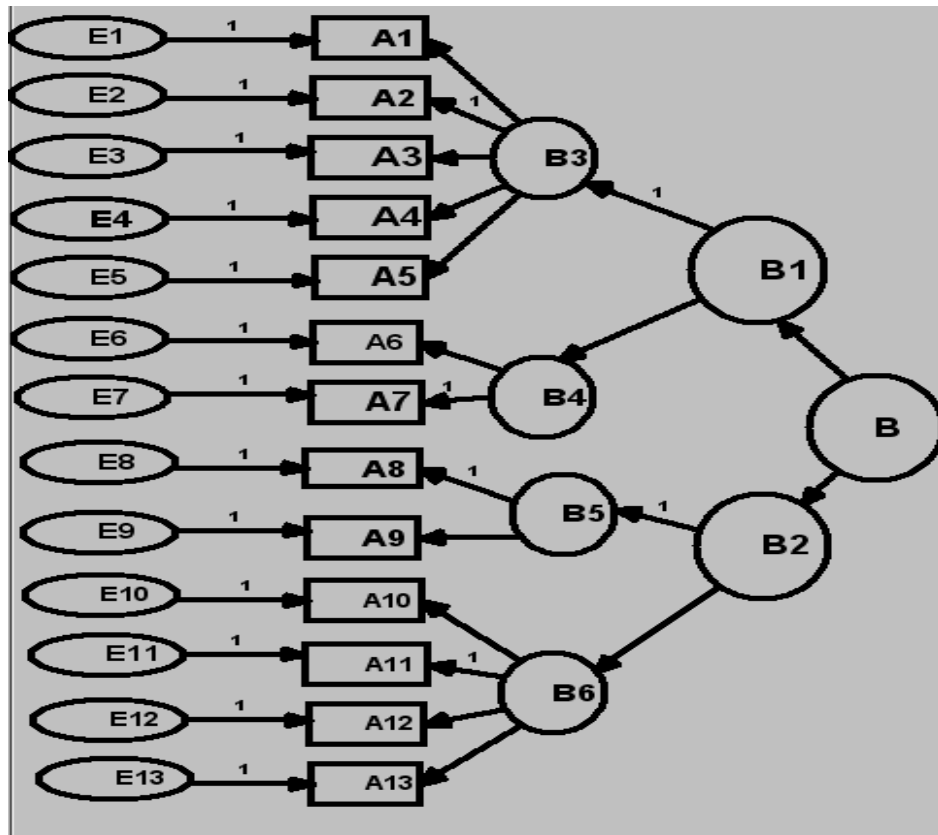 E1 1 A1
E2 1 A2 1
E3 1 A3 B3
E4 1 A4 1
E5 1 A5 B1
E6 1 A6
E7 1 A7 1 B4 B
E8 1 A8 1
E9 1 A9 B5 1 B2
E10 1 A10
E11 1 A11 1
E12 1 A12 B6
E13 1 A13